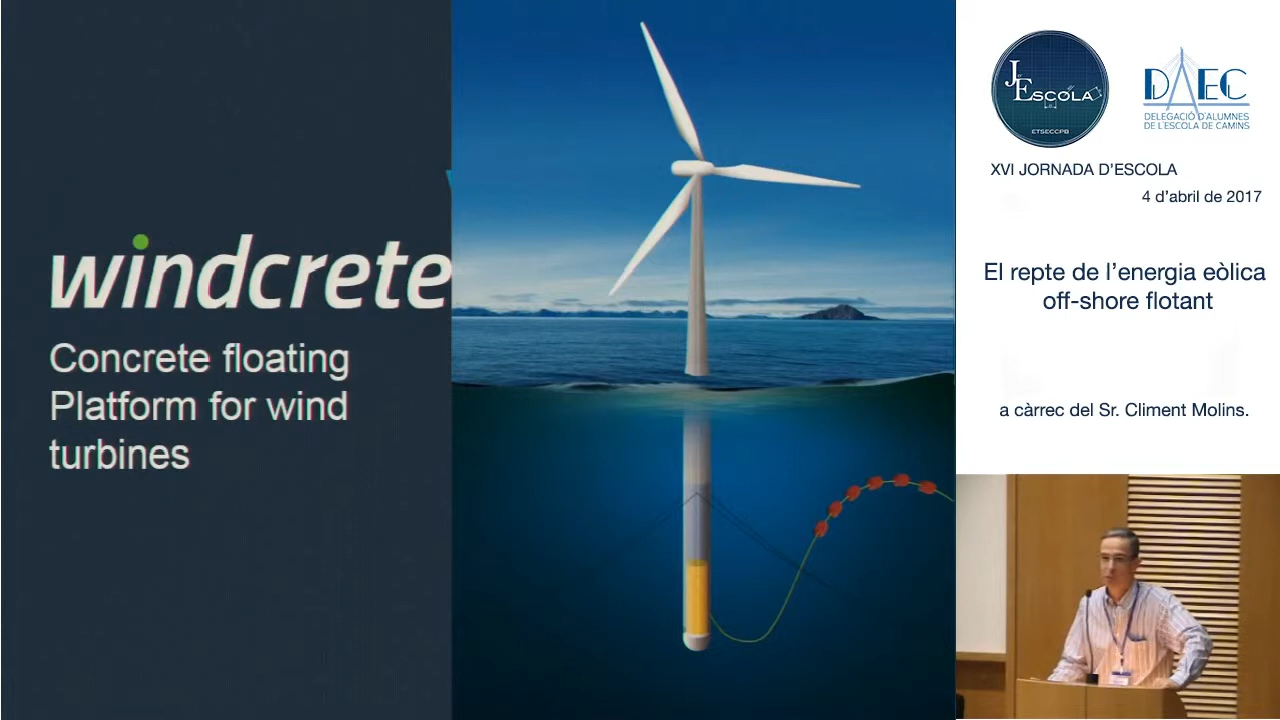 windcrete
Concrete floating
Platform for wind
turbines
J
ESCOLA
ETSECCPB
DAEC
DELEGACIÓ D'ALUMNES
DE L'ESCOLA DE CAMINS
XVI JORNADA D'ESCOLA
4 d'abril de 2017
El repte de l'energia eòlica
off-shore flotant
a càrrec del Sr. Climent Molins.